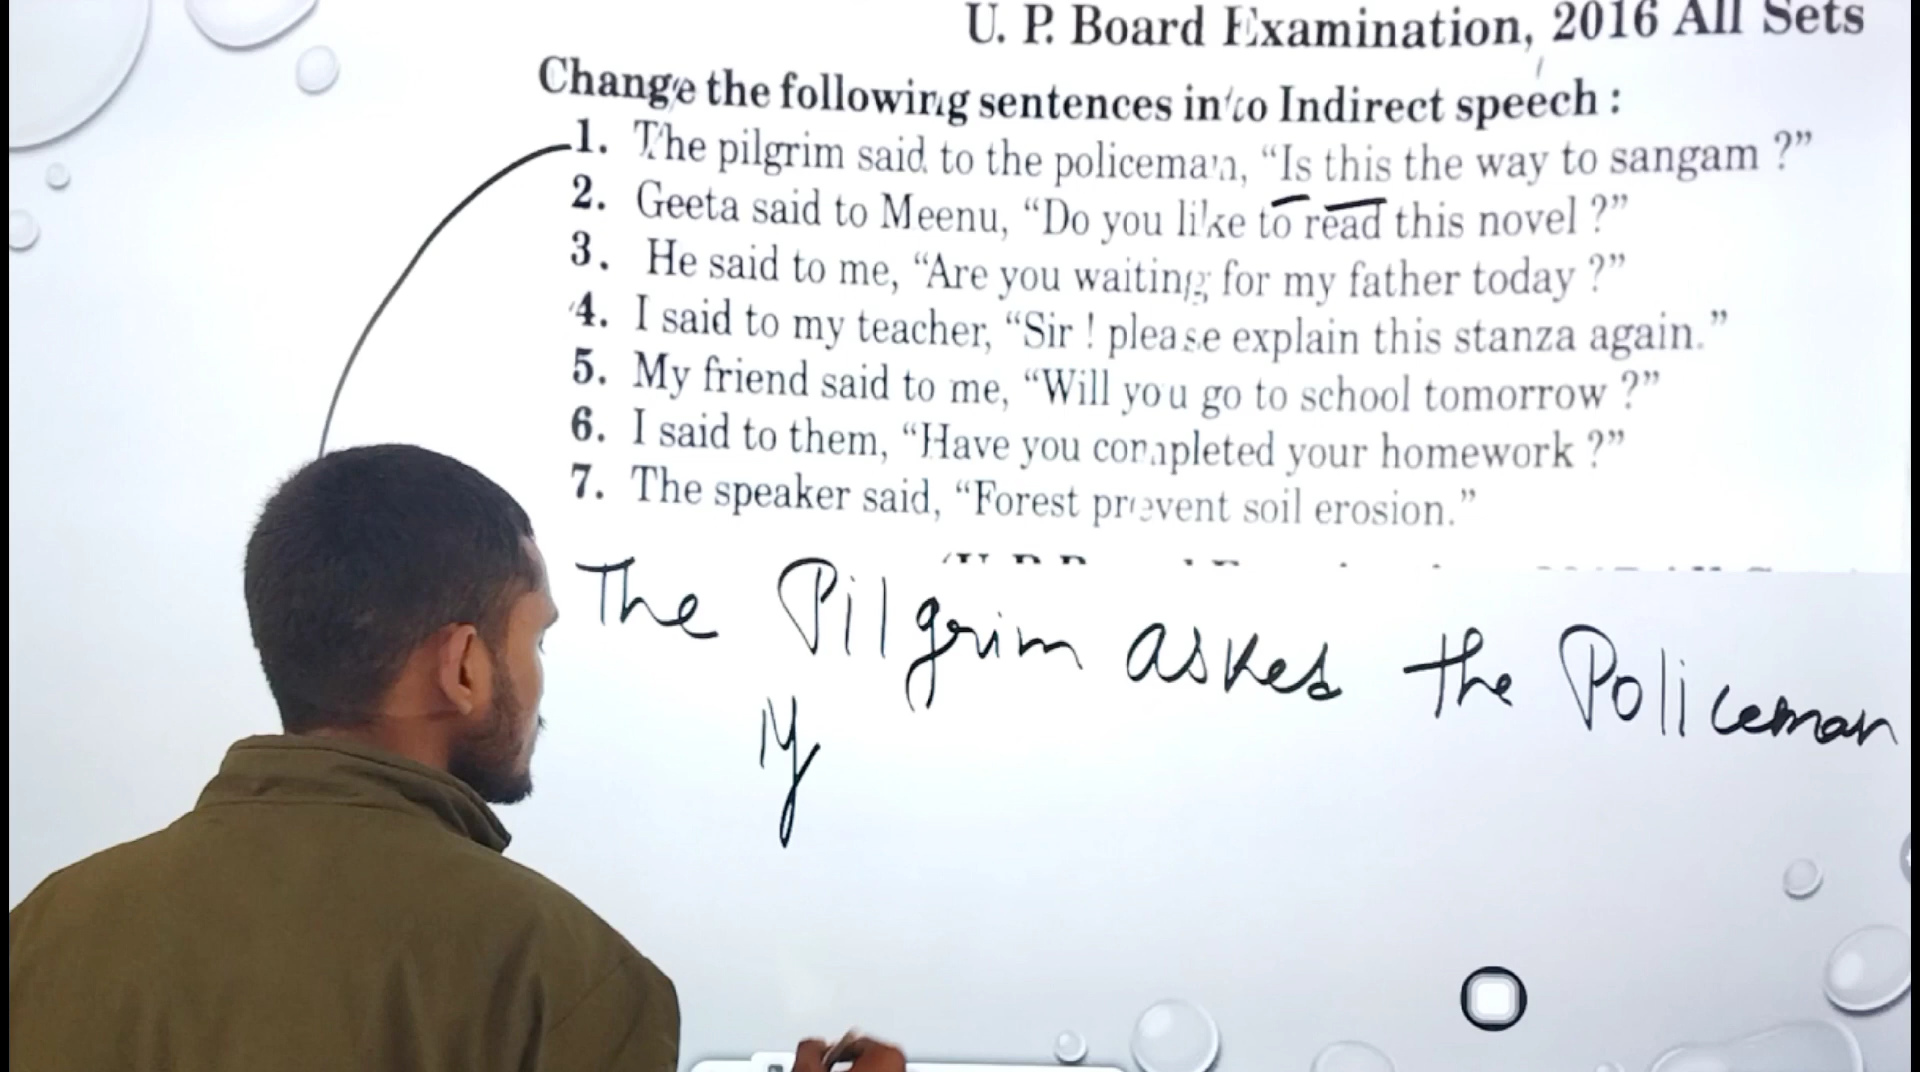 U. P. Board Examination, 2016 All Sets
Change the following sentences into Indirect speech :
1. The pilgrim said to the policeman, “Is this the way to sangam ?”
2. Geeta said to Meenu, “Do you like to read this novel ?”
3. He said to me, “Are you waiting for my father today ?”
4. I said to my teacher, “Sir ! please explain this stanza again.”
5. My friend said to me, “Will you go to school tomorrow ?”
6. I said to them, “Have you completed your homework ?”
7. The speaker said, “Forest prevent soil erosion.”
The Pilgrim asked the Policeman
if